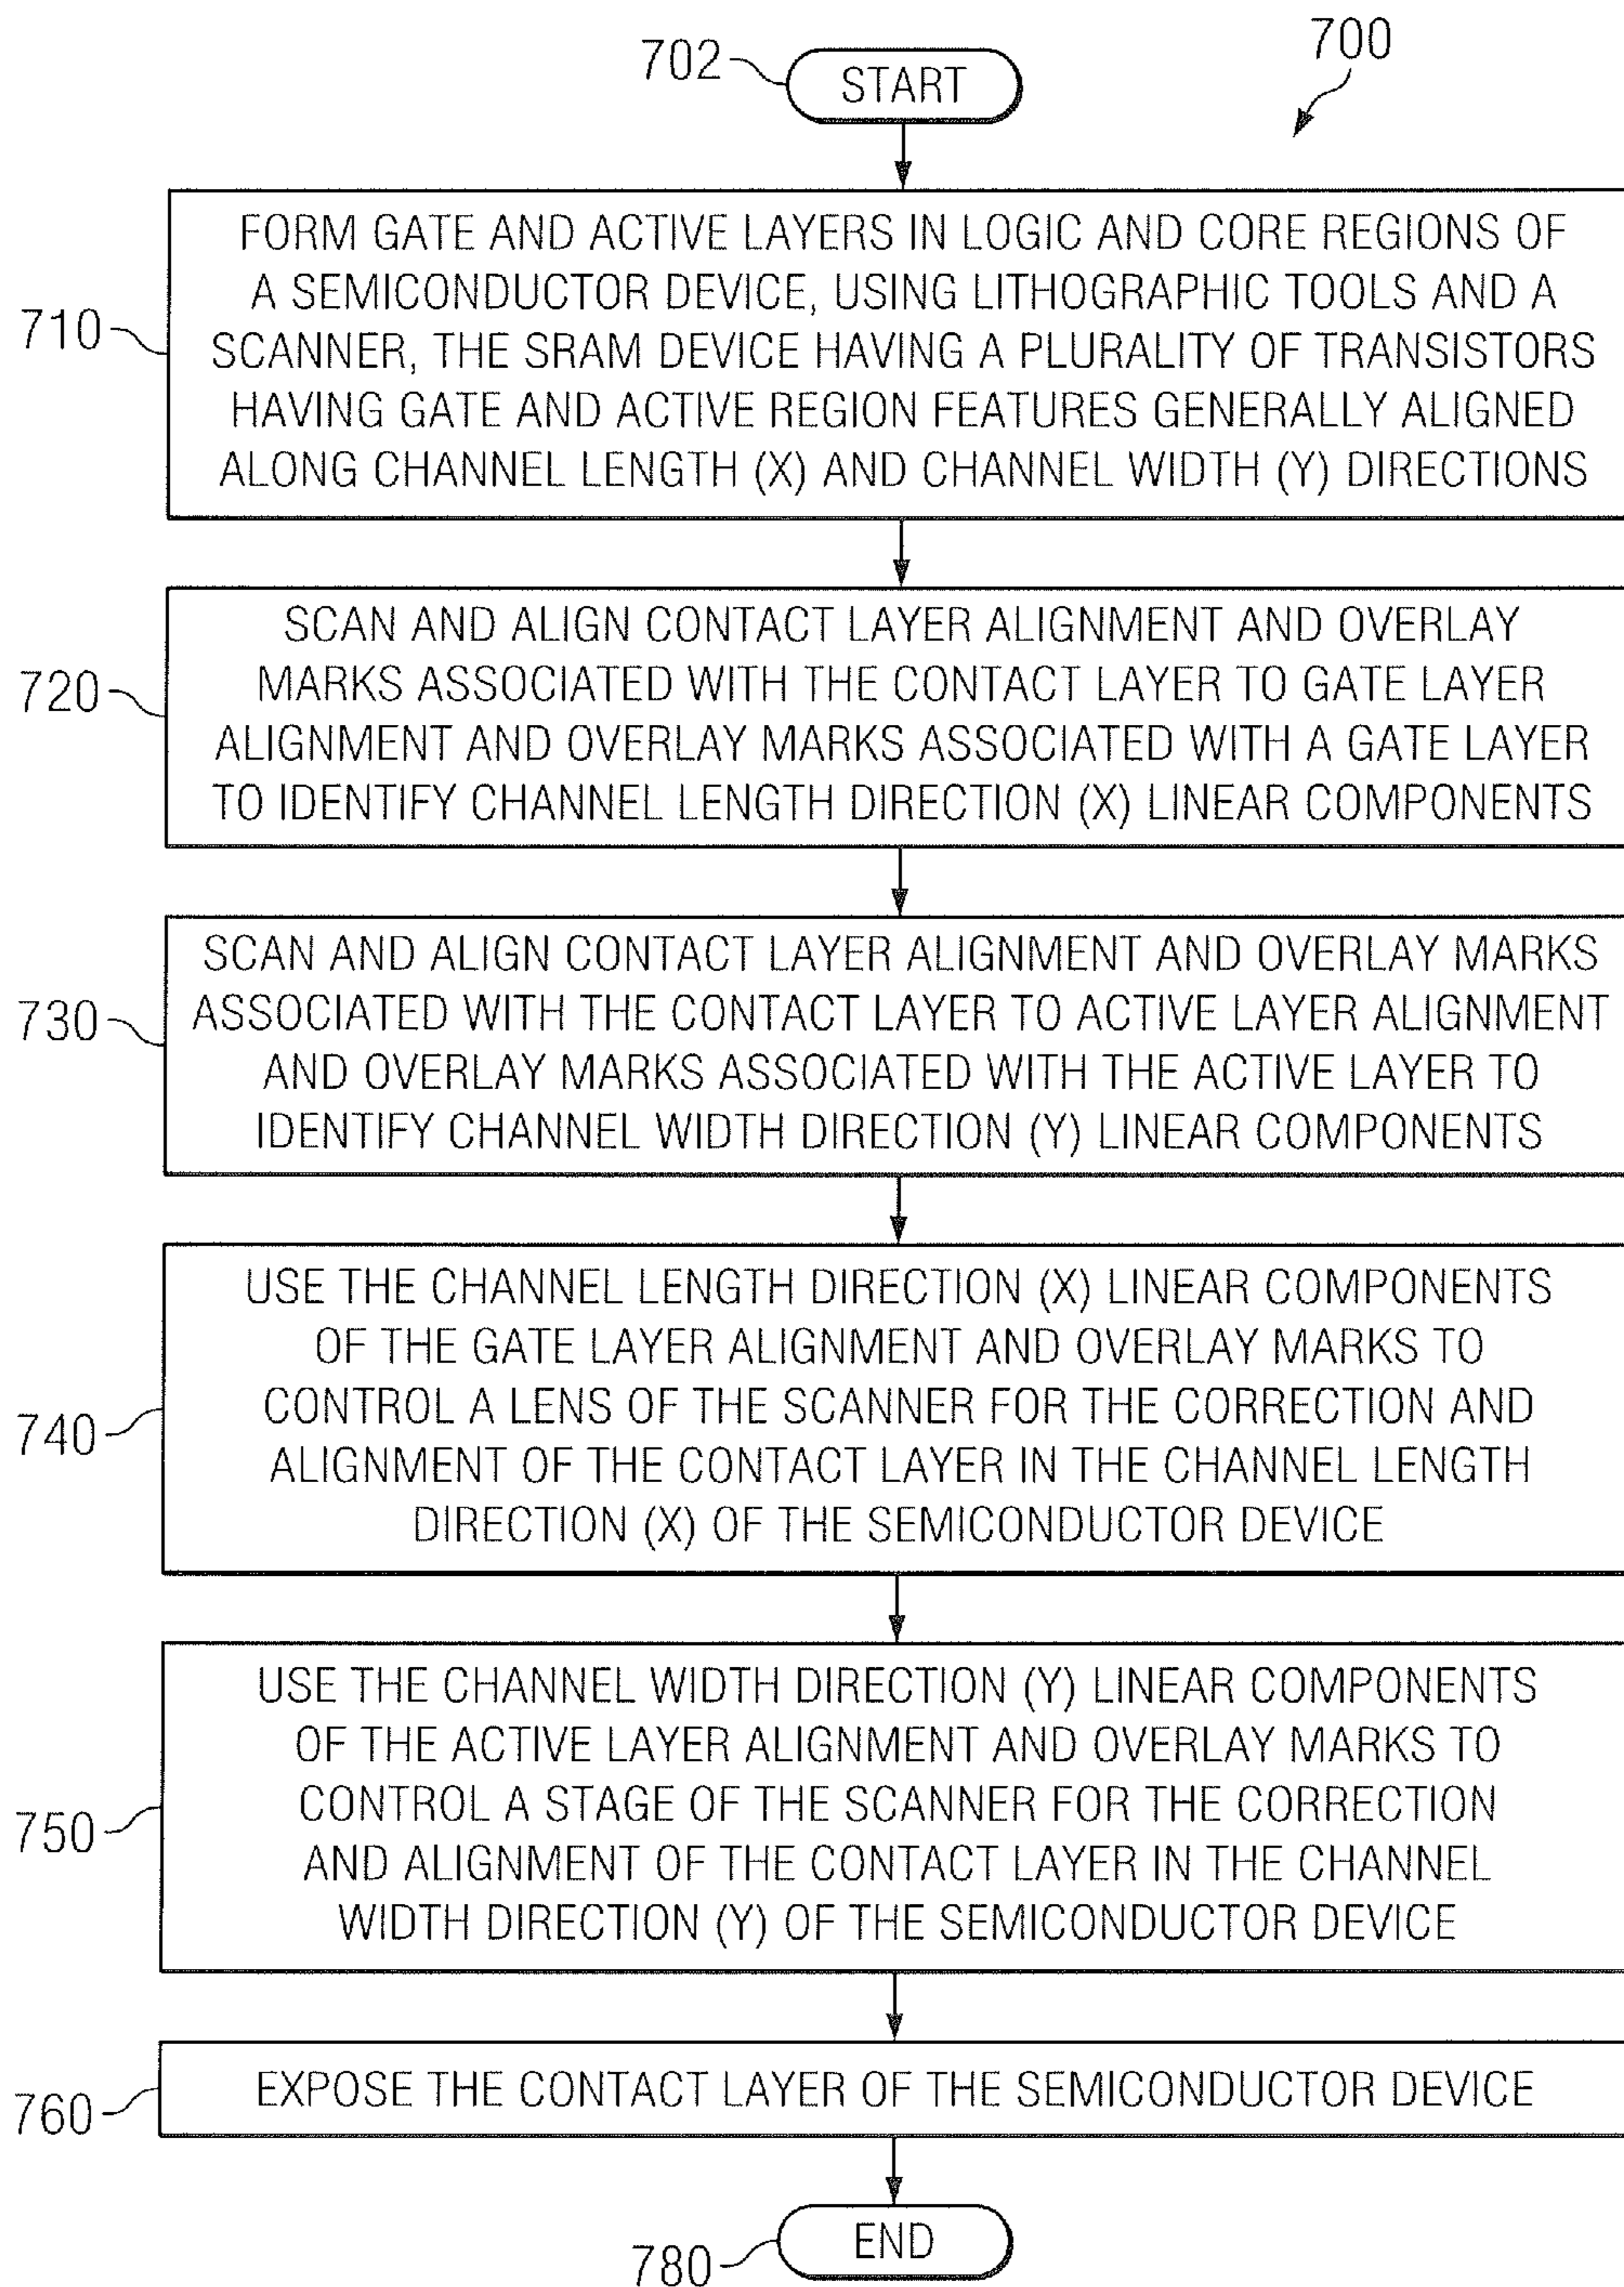 700
702
START
710
FORM GATE AND ACTIVE LAYERS IN LOGIC AND CORE REGIONS OF
A SEMICONDUCTOR DEVICE, USING LITHOGRAPHIC TOOLS AND A
SCANNER, THE SRAM DEVICE HAVING A PLURALITY OF TRANSISTORS
HAVING GATE AND ACTIVE REGION FEATURES GENERALLY ALIGNED
ALONG CHANNEL LENGTH (X) AND CHANNEL WIDTH (Y) DIRECTIONS
720
SCAN AND ALIGN CONTACT LAYER ALIGNMENT AND OVERLAY
MARKS ASSOCIATED WITH THE CONTACT LAYER TO GATE LAYER
ALIGNMENT AND OVERLAY MARKS ASSOCIATED WITH A GATE LAYER
TO IDENTIFY CHANNEL LENGTH DIRECTION (X) LINEAR COMPONENTS
730
SCAN AND ALIGN CONTACT LAYER ALIGNMENT AND OVERLAY MARKS
ASSOCIATED WITH THE CONTACT LAYER TO ACTIVE LAYER ALIGNMENT
AND OVERLAY MARKS ASSOCIATED WITH THE ACTIVE LAYER TO
IDENTIFY CHANNEL WIDTH DIRECTION (Y) LINEAR COMPONENTS
740
USE THE CHANNEL LENGTH DIRECTION (X) LINEAR COMPONENTS
OF THE GATE LAYER ALIGNMENT AND OVERLAY MARKS TO
CONTROL A LENS OF THE SCANNER FOR THE CORRECTION AND
ALIGNMENT OF THE CONTACT LAYER IN THE CHANNEL LENGTH
DIRECTION (X) OF THE SEMICONDUCTOR DEVICE
750
USE THE CHANNEL WIDTH DIRECTION (Y) LINEAR COMPONENTS
OF THE ACTIVE LAYER ALIGNMENT AND OVERLAY MARKS TO
CONTROL A STAGE OF THE SCANNER FOR THE CORRECTION
AND ALIGNMENT OF THE CONTACT LAYER IN THE CHANNEL
WIDTH DIRECTION (Y) OF THE SEMICONDUCTOR DEVICE
760
EXPOSE THE CONTACT LAYER OF THE SEMICONDUCTOR DEVICE
780
END